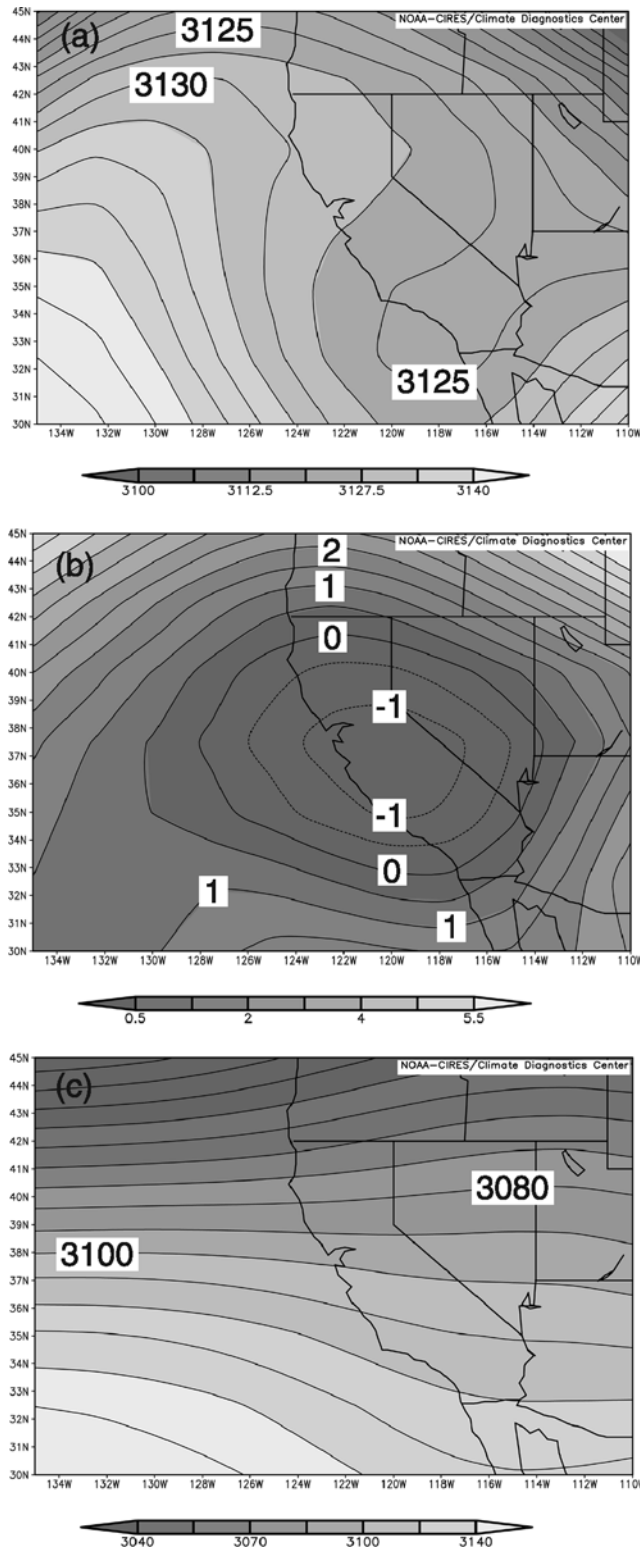 (a)
NOAA-CIRES/Climate Diagnostics Center
45N
44N
43N
42N
41N
40N
39N
38N
37N
36N
35N
34N
33N
32N
31N
30N
3125
3130
3125
134W 132W 130W 128W 126W 124W 122W 120W 118W 116W 114W 112W 110W
3100 3112.5 3127.5 3140
(b)
NOAA-CIRES/Climate Diagnostics Center
45N
44N
43N
42N
41N
40N
39N
38N
37N
36N
35N
34N
33N
32N
31N
30N
2
1
0
-1
-1
0
1
1
134W 132W 130W 128W 126W 124W 122W 120W 118W 116W 114W 112W 110W
0.5 2 4 5.5
(c)
NOAA-CIRES/Climate Diagnostics Center
45N
44N
43N
42N
41N
40N
39N
38N
37N
36N
35N
34N
33N
32N
31N
30N
3080
3100
134W 132W 130W 128W 126W 124W 122W 120W 118W 116W 114W 112W 110W
3040 3070 3100 3140